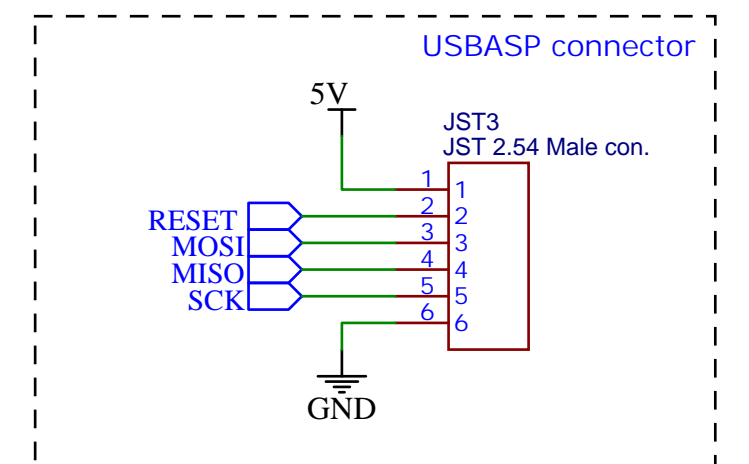 USBASP connector
5V
JST3
JST 2.54 Male con.
1 1
RESET 2 2
MOSI 3 3
MISO 4 4
SCK 5 5
6 6
GND